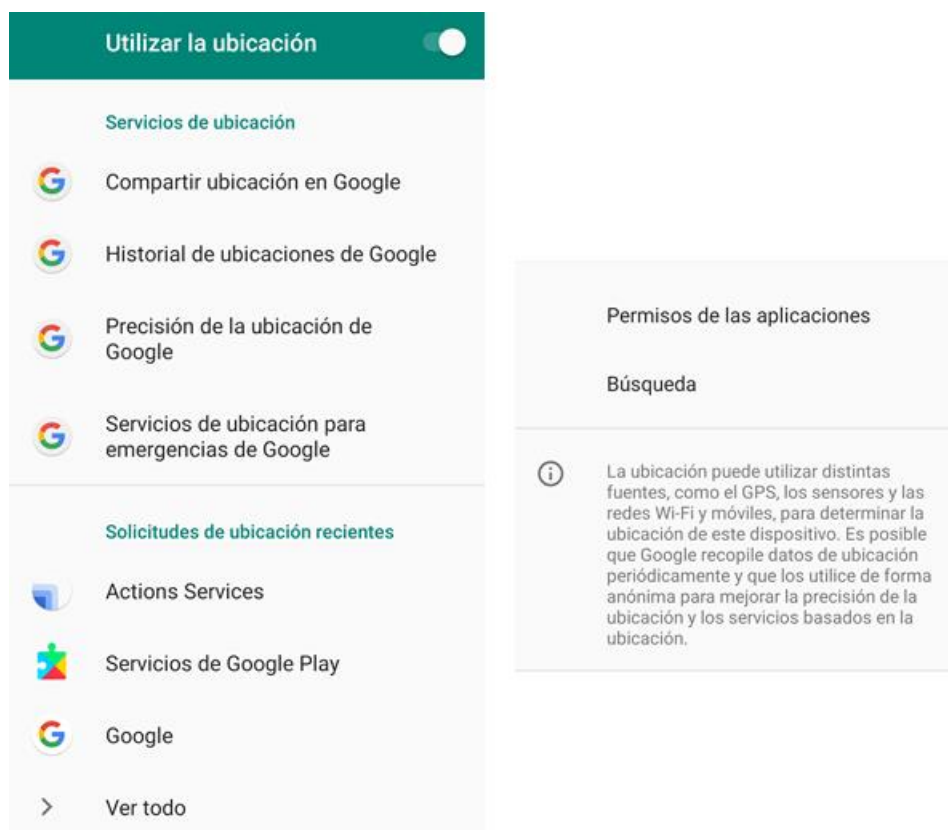 Utilizar la ubicación
Servicios de ubicación
Compartir ubicación en Google
Historial de ubicaciones de Google
Precisión de la ubicación de
Google
Servicios de ubicación para
emergencias de Google
Solicitudes de ubicación recientes
Actions Services
Servicios de Google Play
Google
Ver todo
Permisos de las aplicaciones
Búsqueda
La ubicación puede utilizar distintas
fuentes, como el GPS, los sensores y las
redes Wi-Fi y móviles, para determinar la
ubicación de este dispositivo. Es posible
que Google recopile datos de ubicación
periódicamente y que los utilice de forma
anónima para mejorar la precisión de la
ubicación y los servicios basados en la
ubicación.